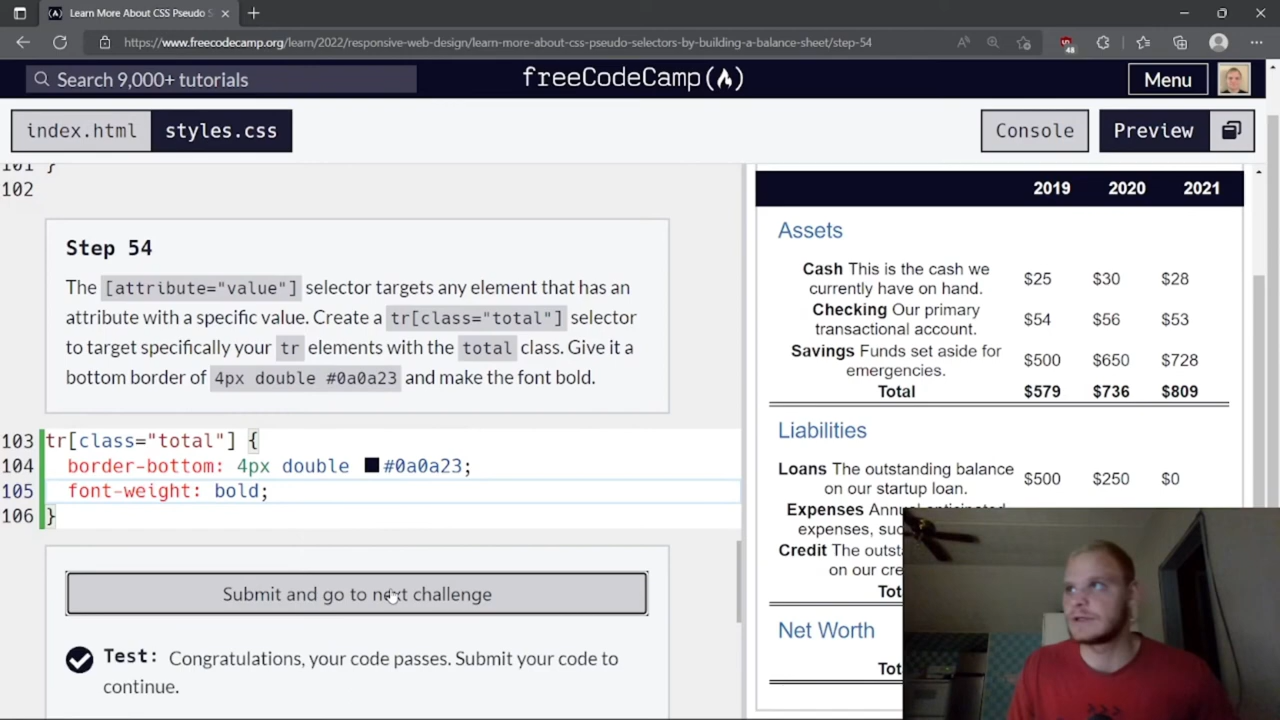 Learn More About CSS Pseudo S
https://www.freecodecamp.org/learn/2022/responsive-web-design/learn-more-about-css-pseudo-selectors-by-building-a-balance-sheet/step-54
48
Search 9,000+ tutorials
freeCodeCamp
Menu
index.html
styles.css
Console
Preview
101 }
102
Step 54
The [attribute="value"] selector targets any element that has an
attribute with a specific value. Create a tr[class="total"] selector
to target specifically your tr elements with the total class. Give it a
bottom border of 4px double #0a0a23 and make the font bold.
103 tr[class="total"] {
104 border-bottom: 4px double #0a0a23;
105 font-weight: bold;
106 }
Submit and go to next challenge
Test: Congratulations, your code passes. Submit your code to
continue.
2019 2020 2021
Assets
Cash This is the cash we
currently have on hand.
$25 $30 $28
Checking Our primary
transactional account.
$54 $56 $53
Savings Funds set aside for
emergencies.
$500 $650 $728
Total $579 $736 $809
Liabilities
Loans The outstanding balance
on our startup loan.
$500 $250 $0
Expenses
expenses,
Credit The
on our
Net Worth